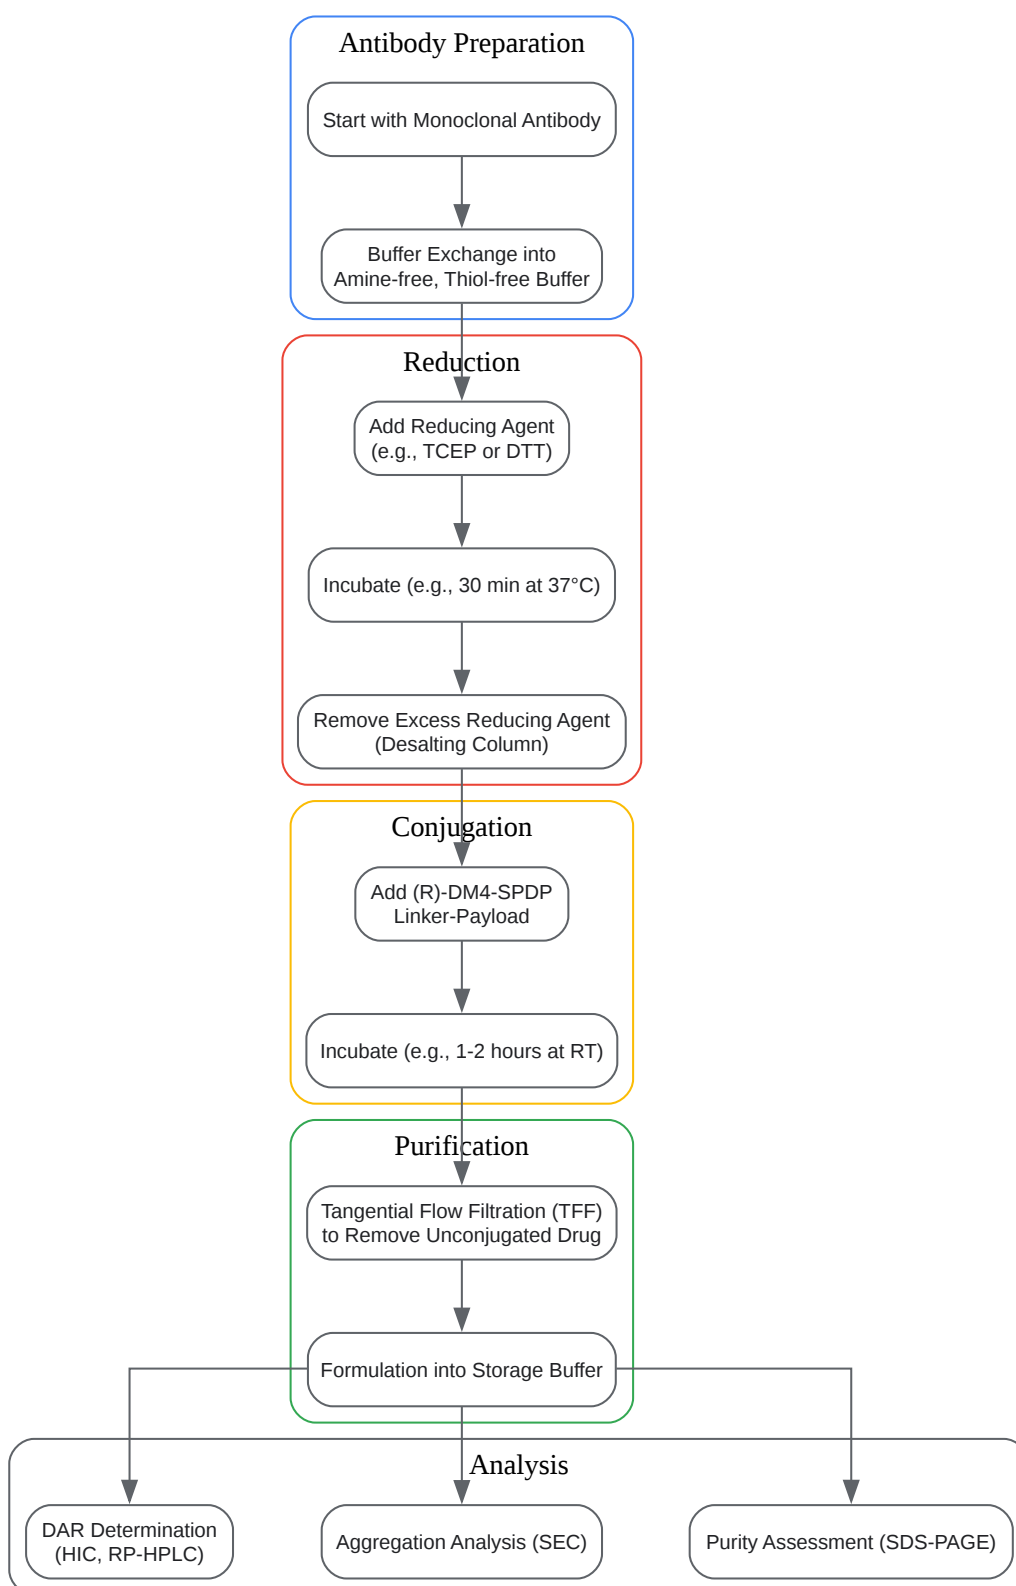 Antibody Preparation
Start with Monoclonal Antibody
Buffer Exchange into
Amine-free, Thiol-free Buffer
Reduction
Add Reducing Agent
(e.g., TCEP or DTT)
Incubate (e.g., 30 min at 37°C)
Remove Excess Reducing Agent
(Desalting Column)
Conjugation
Add (R)-DM4-SPDP
Linker-Payload
Incubate (e.g., 1-2 hours at RT)
Purification
Tangential Flow Filtration (TFF)
to Remove Unconjugated Drug
Formulation into Storage Buffer
Analysis
DAR Determination
(HIC, RP-HPLC)
Aggregation Analysis (SEC)
Purity Assessment (SDS-PAGE)